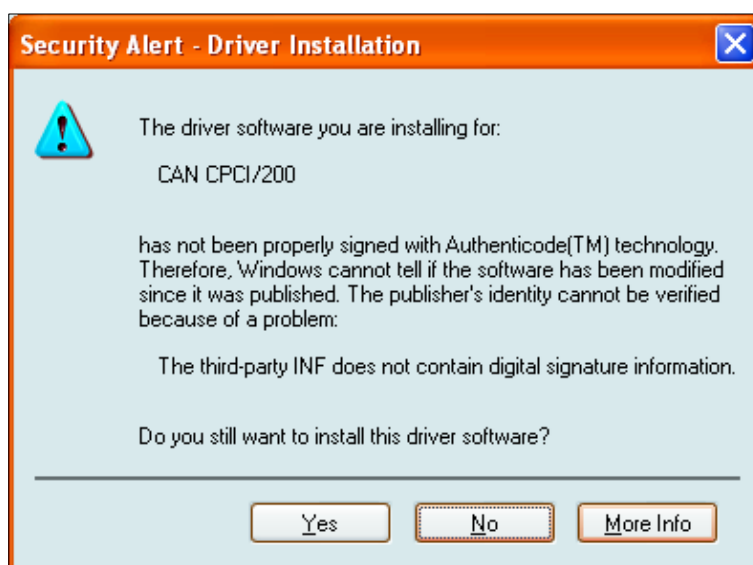 Security Alert - Driver Installation
The driver software you are installing for:
CAN CPCI/200
has not been properly signed with Authenticode(TM) technology.
Therefore, Windows cannot tell if the software has been modified
since it was published. The publisher's identity cannot be verified
because of a problem:
The third-party INF does not contain digital signature information.
Do you still want to install this driver software?
Yes No More Info